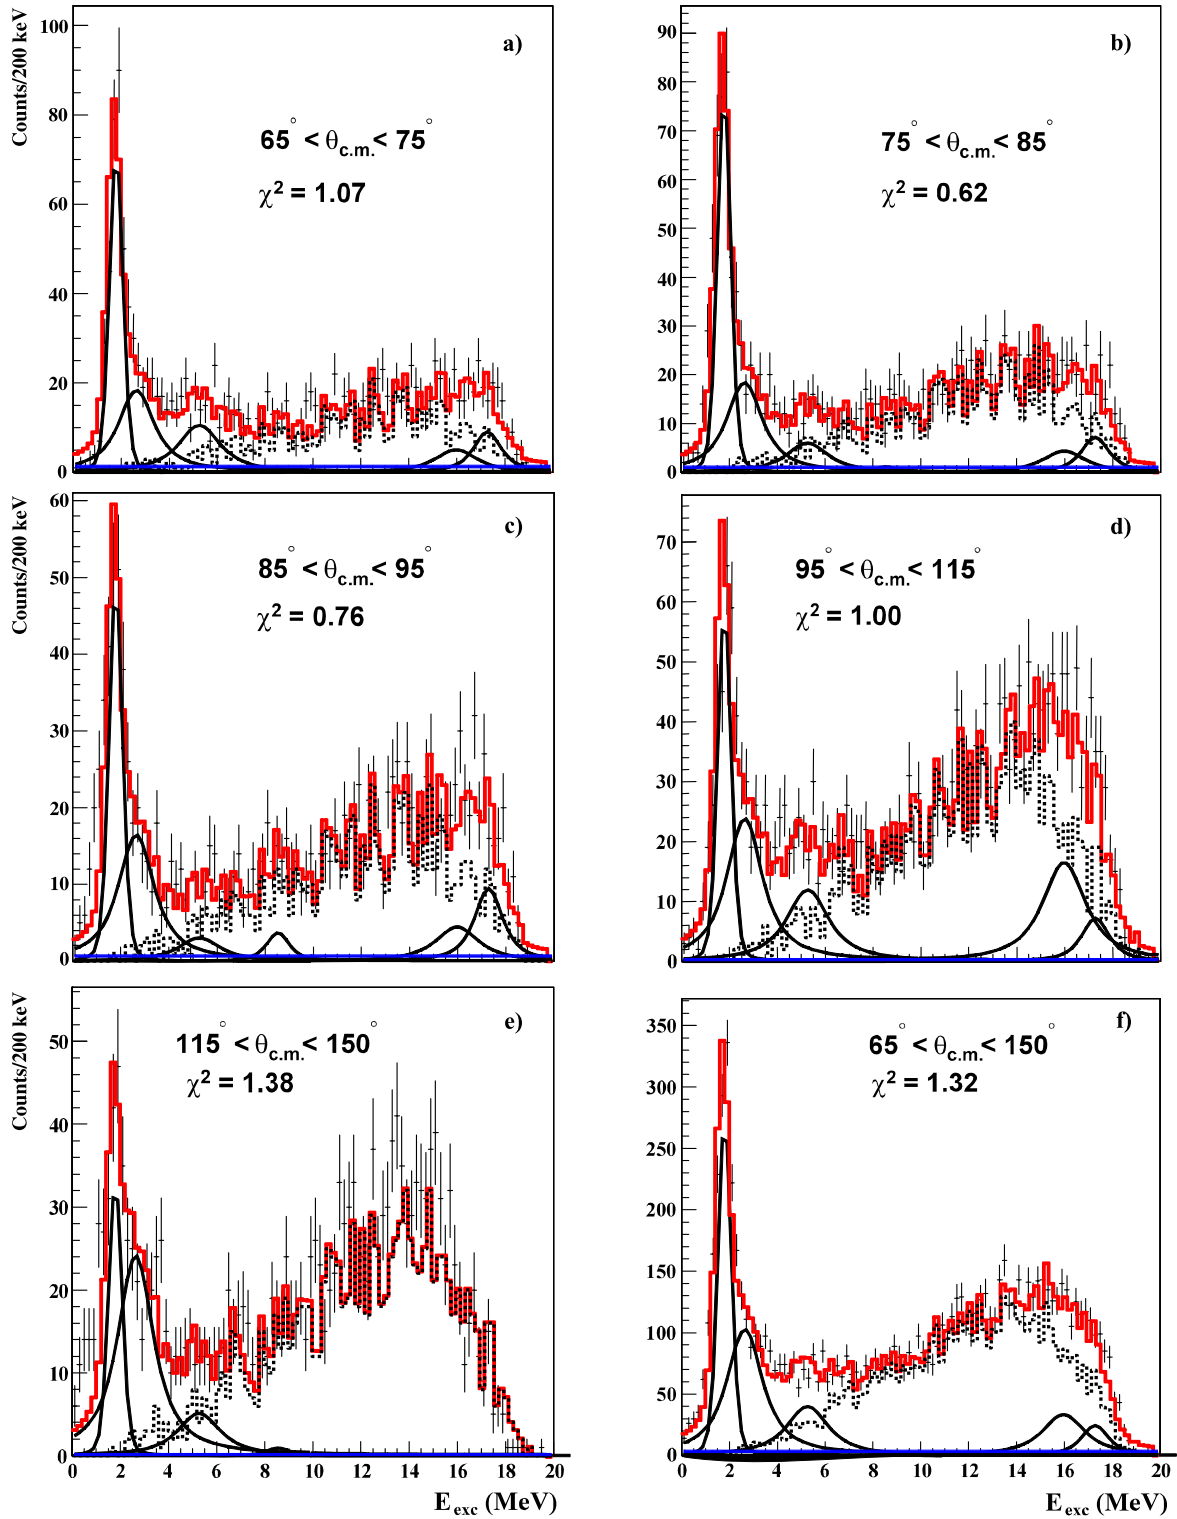 Counts/200 keV
100
80
60
40
20
0
a)
65° < θc.m.< 75°
χ² = 1.07
90
80
70
60
50
40
30
20
10
0
b)
75° < θc.m.< 85°
χ² = 0.62
Counts/200 keV
60
50
40
30
20
10
0
c)
85° < θc.m.< 95°
χ² = 0.76
70
60
50
40
30
20
10
0
d)
95° < θc.m.< 115°
χ² = 1.00
Counts/200 keV
50
40
30
20
10
0
e)
115° < θc.m.< 150°
χ² = 1.38
0 2 4 6 8 10 12 14 16 18 20
Eexc (MeV)
350
300
250
200
150
100
50
0
f)
65° < θc.m.< 150°
χ² = 1.32
0 2 4 6 8 10 12 14 16 18 20
Eexc (MeV)